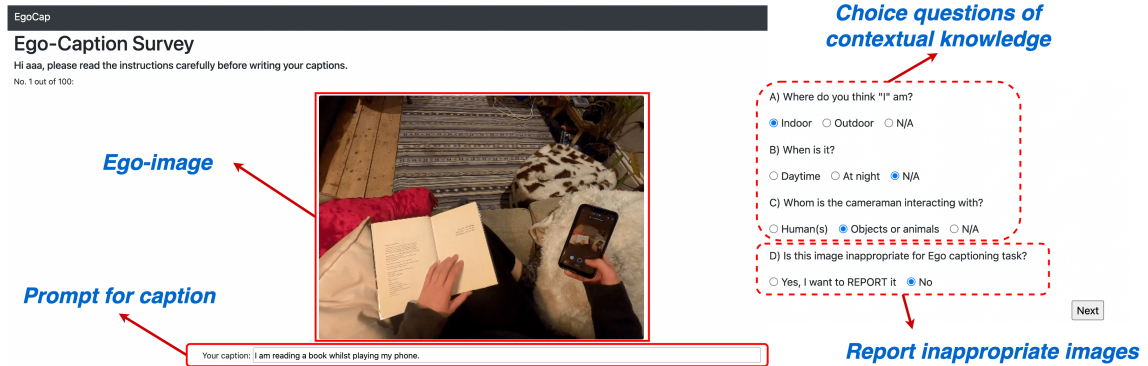 EgoCap
Ego-Caption Survey
Hi aaa, please read the instructions carefully before writing your captions.
No. 1 out of 100:
Ego-image
Prompt for caption
Your caption: I am reading a book whilst playing my phone.
Choice questions of
contextual knowledge
A) Where do you think "I" am?
Indoor Outdoor N/A
B) When is it?
Daytime At night N/A
C) Whom is the cameraman interacting with?
Human(s) Objects or animals N/A
D) Is this image inappropriate for Ego captioning task?
Yes, I want to REPORT it No
Next
Report inappropriate images